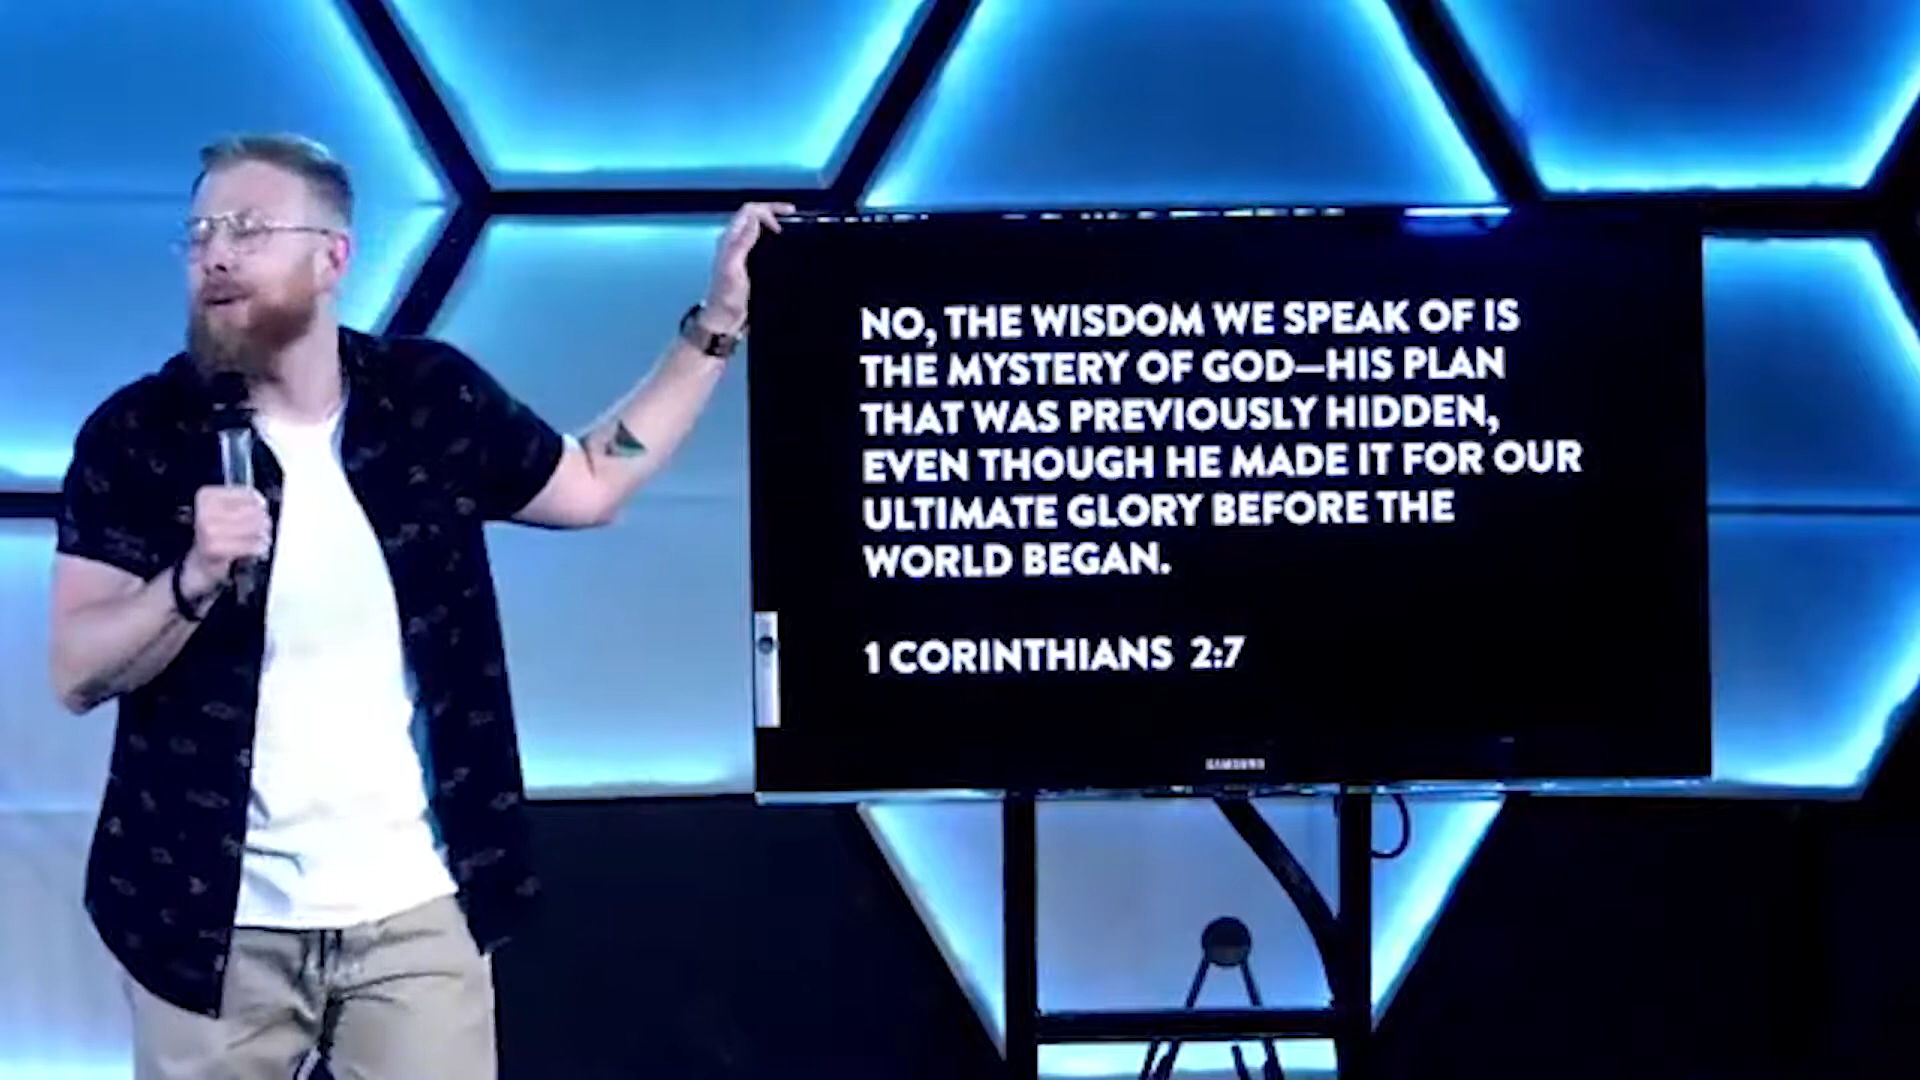 NO, THE WISDOM WE SPEAK OF IS
THE MYSTERY OF GOD—HIS PLAN
THAT WAS PREVIOUSLY HIDDEN,
EVEN THOUGH HE MADE IT FOR OUR
ULTIMATE GLORY BEFORE THE
WORLD BEGAN.
1 CORINTHIANS 2:7
SAMSUNG